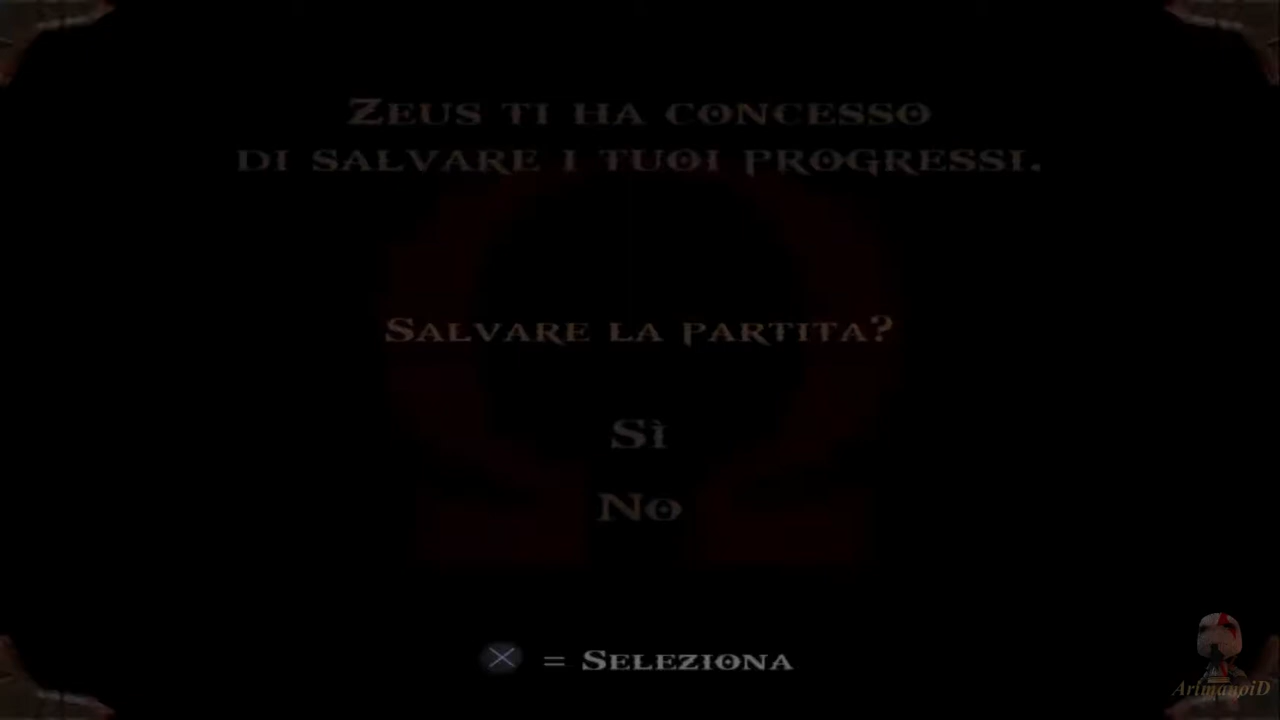 Zeus ti ha concesso
di salvare i tuoi progressi.
Salvare la partita?
Sì
No
= Seleziona
ArimanoiD